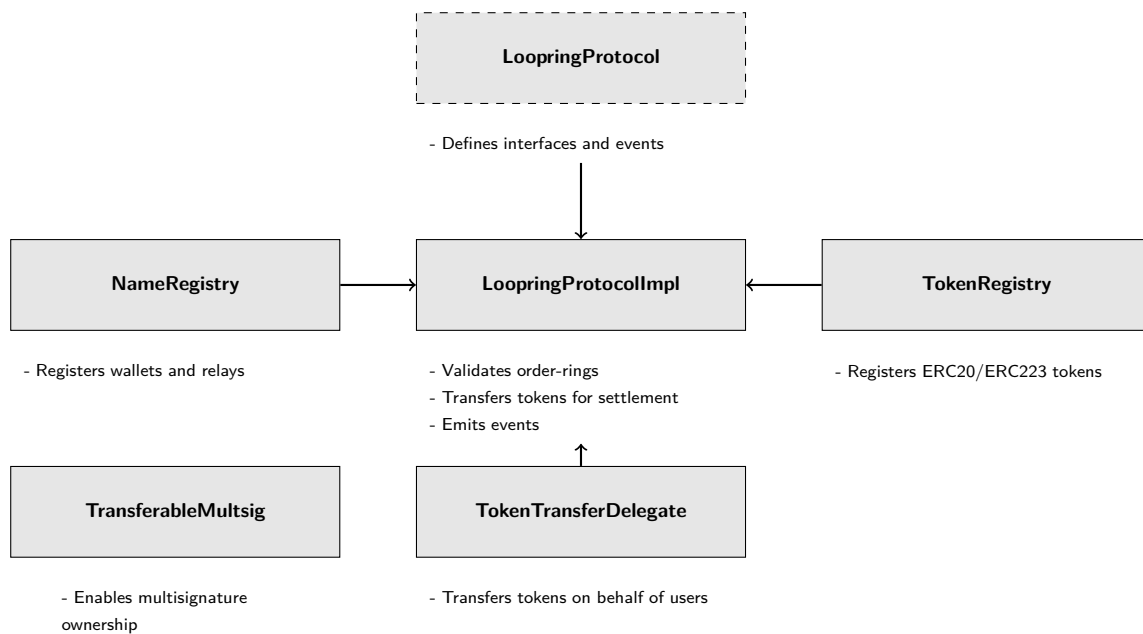 LoopringProtocol
- Defines interfaces and events
NameRegistry
LoopringProtocolImpl
TokenRegistry
- Registers wallets and relays
- Validates order-rings
- Transfers tokens for settlement
- Emits events
- Registers ERC20/ERC223 tokens
TransferableMultsig
TokenTransferDelegate
- Enables multisignature
ownership
- Transfers tokens on behalf of users